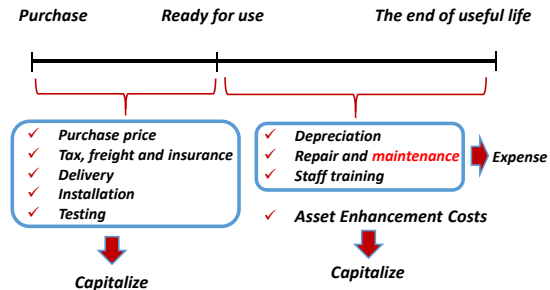 Purchase Ready for use The end of useful life
Purchase price
Tax, freight and insurance
Delivery
Installation
Testing
Capitalize
Depreciation
Repair and maintenance
Staff training
Expense
Asset Enhancement Costs
Capitalize